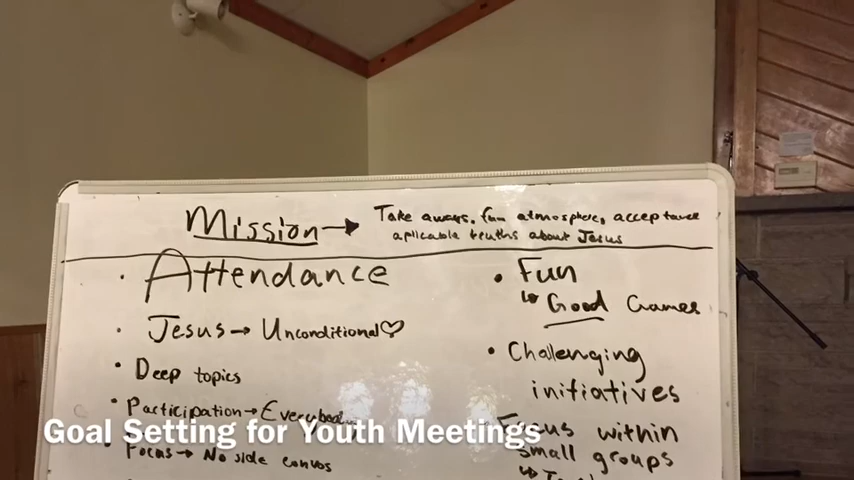 Mission → Take aways, fun atmosphere, acceptance
aplicable truths about Jesus
• Attendance
• Jesus → Unconditional ♡
• Deep topics
• Participation → Everybody
• Focus → No side convos
• Fun
↳ Good Games
• Challenging
initiatives
• Focus within
small groups
Goal Setting for Youth Meetings